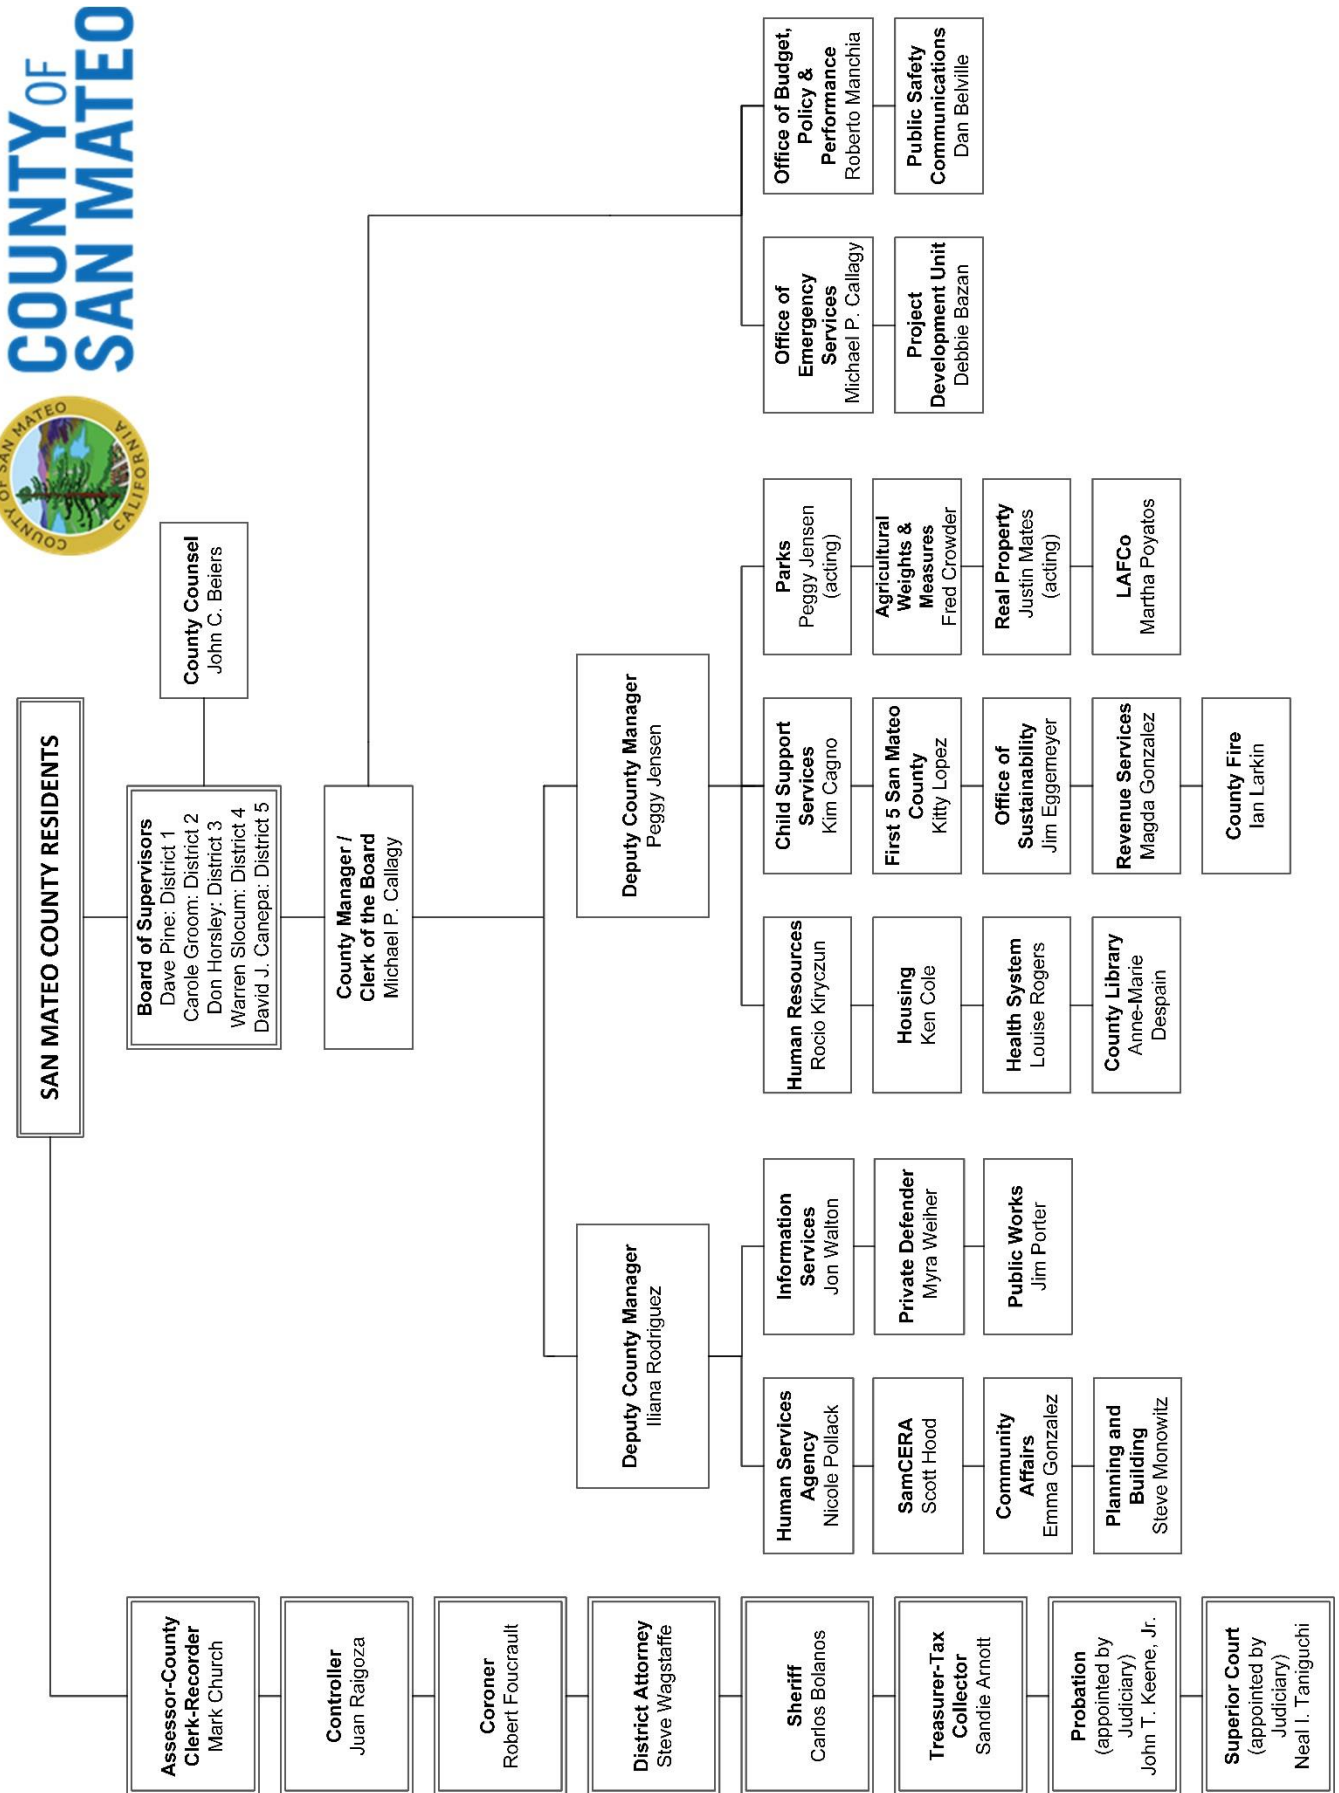 COUNTY OF
SAN MATEO
COUNTY OF SAN MATEO
CALIFORNIA
SAN MATEO COUNTY RESIDENTS
Board of Supervisors
Dave Pine: District 1
Carole Groom: District 2
Don Horsley: District 3
Warren Slocum: District 4
David J. Canepa: District 5
County Counsel
John C. Beiers
County Manager /
Clerk of the Board
Michael P. Callagy
Assessor-County
Clerk-Recorder
Mark Church
Controller
Juan Raigoza
Coroner
Robert Foucrault
District Attorney
Steve Wagstaffe
Sheriff
Carlos Bolanos
Treasurer-Tax
Collector
Sandie Arnott
Probation
(appointed by
Judiciary)
John T. Keene, Jr.
Superior Court
(appointed by
Judiciary)
Neal I. Taniguchi
Deputy County Manager
Iliana Rodriguez
Human Services
Agency
Nicole Pollack
SamCERA
Scott Hood
Community
Affairs
Emma Gonzalez
Planning and
Building
Steve Monowitz
Information
Services
Jon Walton
Private Defender
Myra Weiher
Public Works
Jim Porter
Deputy County Manager
Peggy Jensen
Human Resources
Rocio Kiryczun
Housing
Ken Cole
Health System
Louise Rogers
County Library
Anne-Marie
Despain
Child Support
Services
Kim Cagno
First 5 San Mateo
County
Kitty Lopez
Office of
Sustainability
Jim Eggemeyer
Revenue Services
Magda Gonzalez
County Fire
Ian Larkin
Parks
Peggy Jensen
(acting)
Agricultural
Weights &
Measures
Fred Crowder
Real Property
Justin Mates
(acting)
LAFCo
Martha Poyatos
Office of
Emergency
Services
Michael P. Callagy
Project
Development Unit
Debbie Bazan
Office of Budget,
Policy &
Performance
Roberto Manchia
Public Safety
Communications
Dan Belville